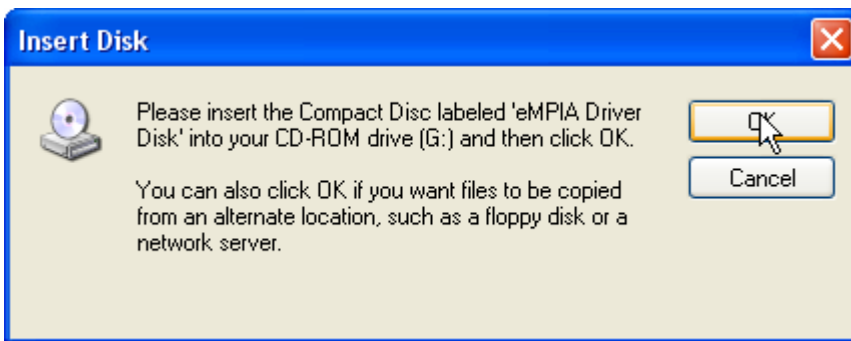 Insert Disk
Please insert the Compact Disc labeled 'eMPIA Driver
Disk' into your CD-ROM drive (G:) and then click OK.
OK
Cancel
You can also click OK if you want files to be copied
from an alternate location, such as a floppy disk or a
network server.